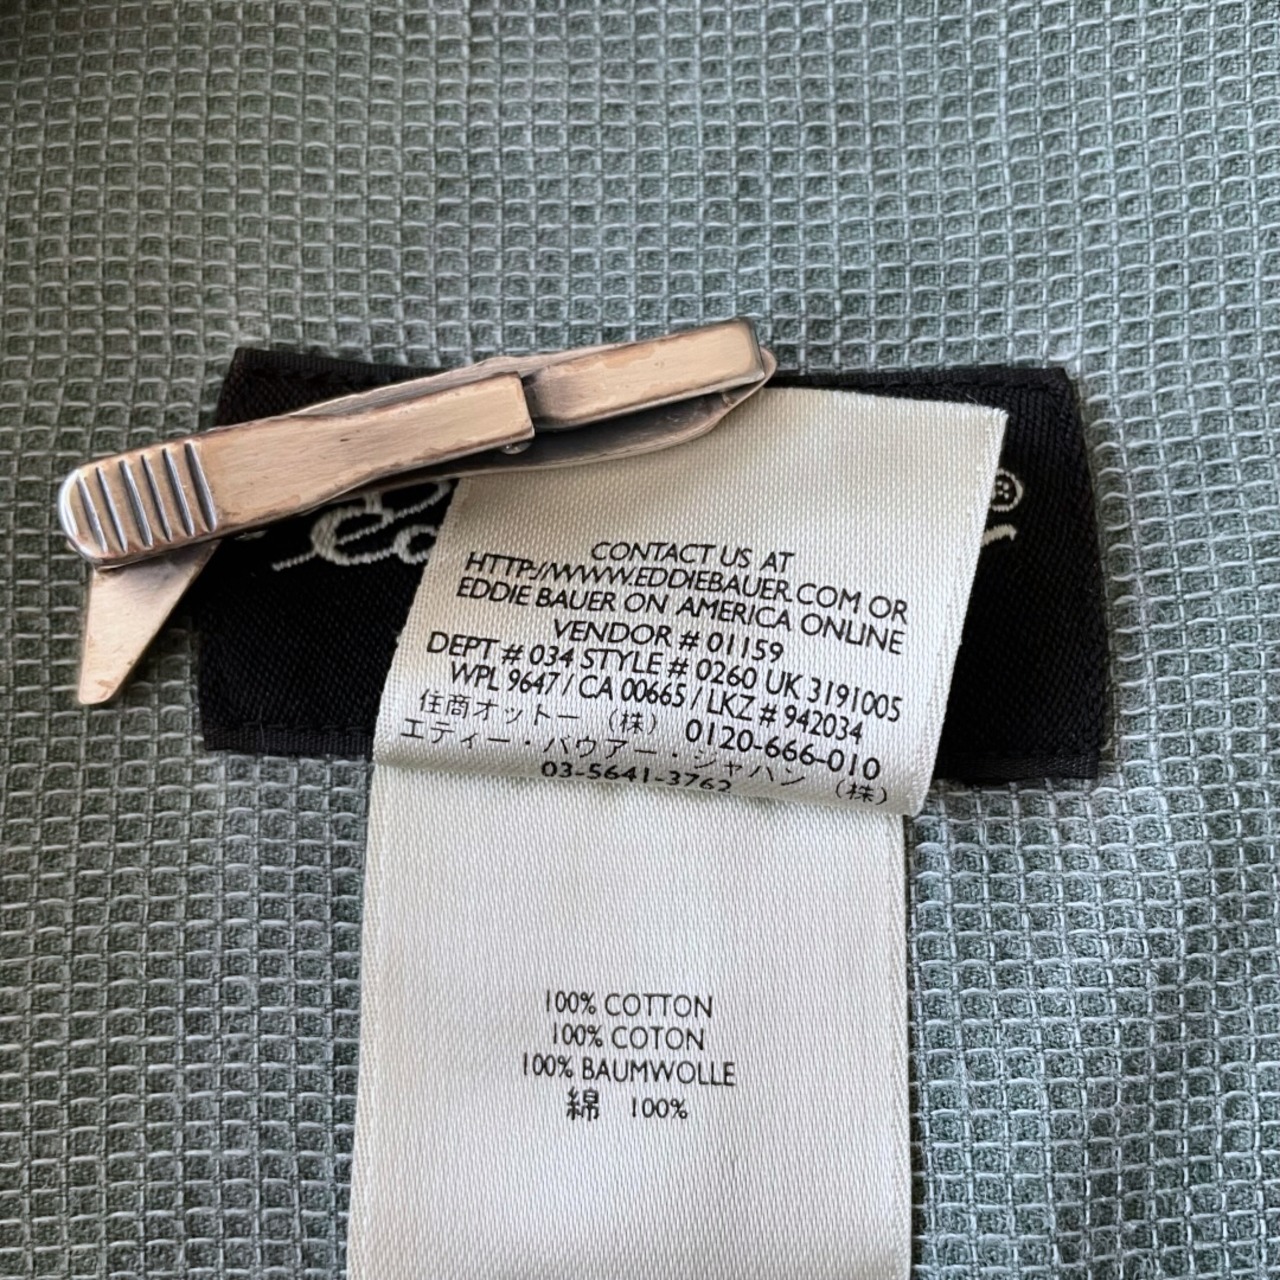 ®
CONTACT US AT
HTTP://WWW.EDDIEBAUER.COM OR
EDDIE BAUER ON AMERICA ONLINE
VENDOR # 01159
DEPT # 034 STYLE # 0260 UK 3191005
WPL 9647 / CA 00665 / LKZ # 942034
住商オットー (株) 0120-666-010
エディー・バウアー・ジャパン (株)
03-5641-3762
100% COTTON
100% COTON
100% BAUMWOLLE
綿 100%